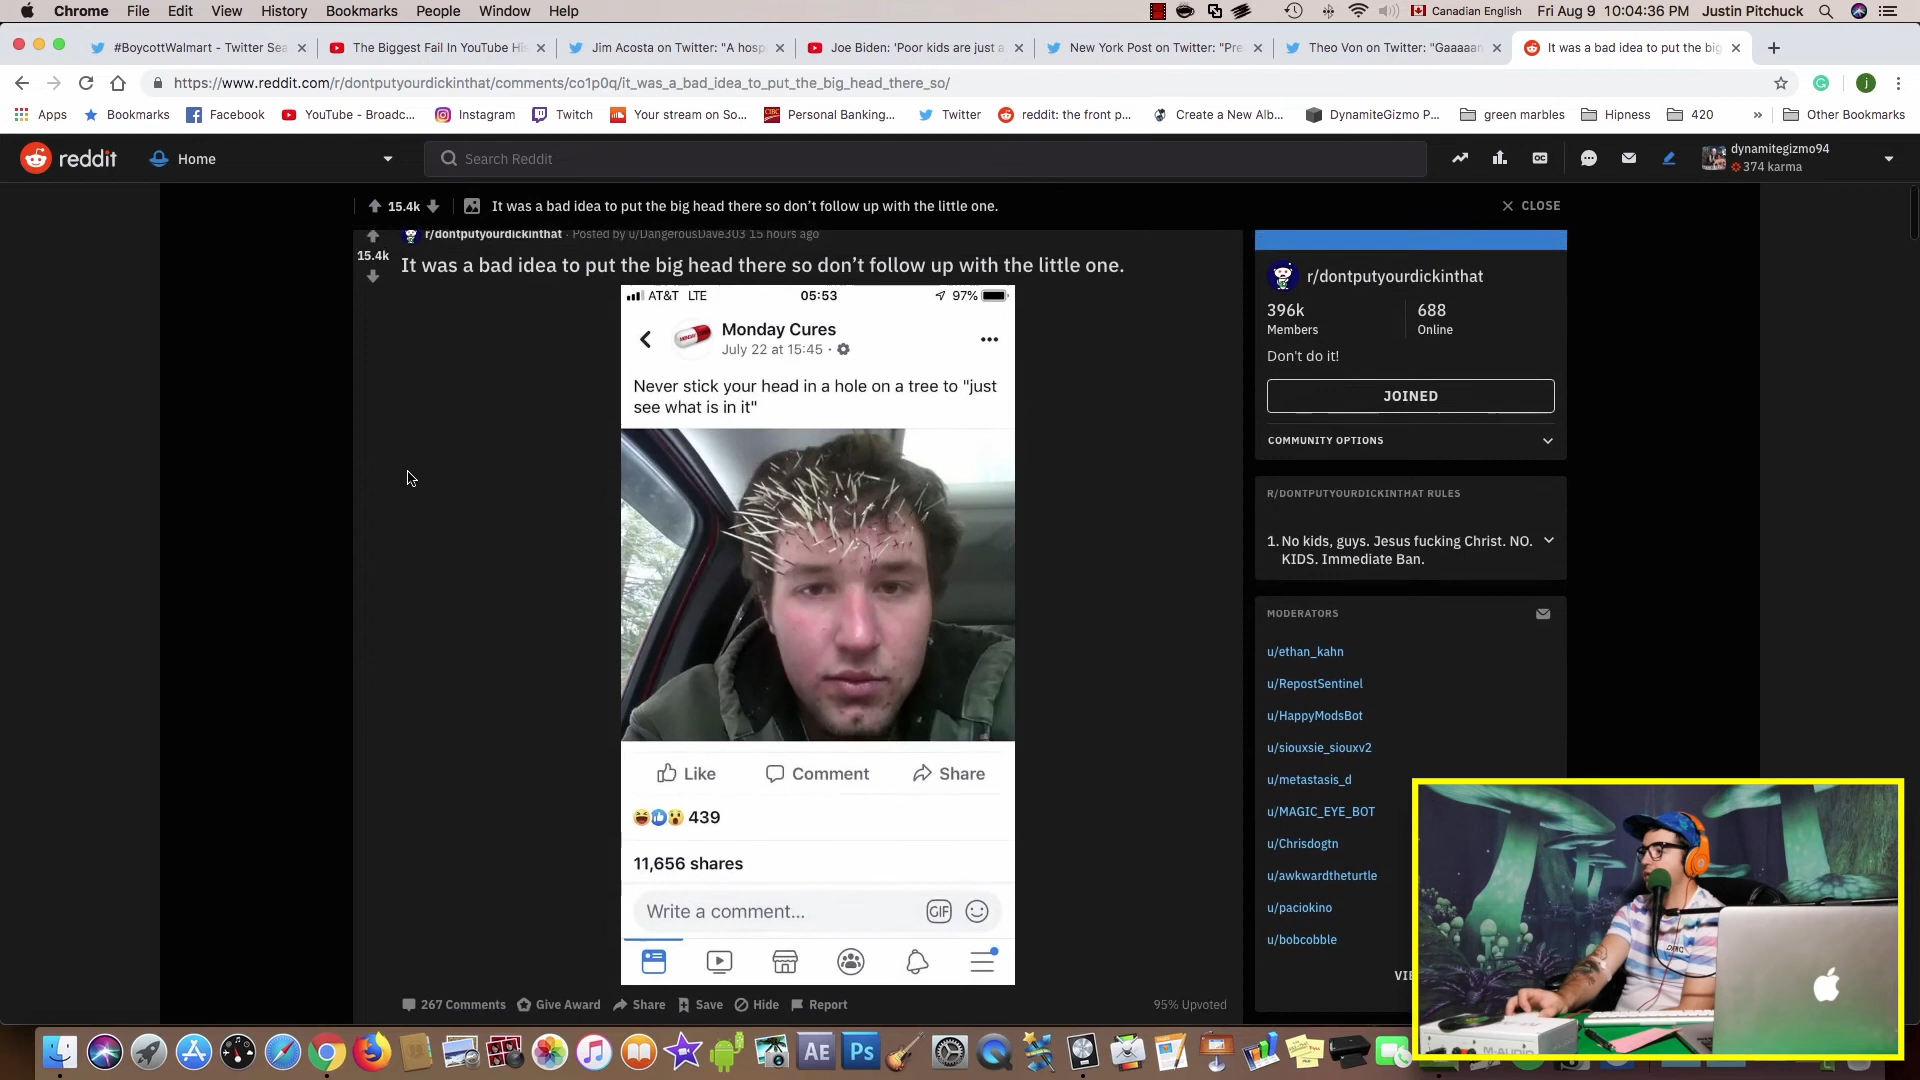 Chrome File Edit View History Bookmarks People Window Help Canadian English Fri Aug 9 10:04:36 PM Justin Pitchuck
#BoycottWalmart - Twitter Sea The Biggest Fail In YouTube His Jim Acosta on Twitter: "A hosp Joe Biden: 'Poor kids are just a New York Post on Twitter: "Pre Theo Von on Twitter: "Gaaaaan It was a bad idea to put the big
https://www.reddit.com/r/dontputyourdickinthat/comments/co1p0q/it_was_a_bad_idea_to_put_the_big_head_there_so/ j
Apps Bookmarks Facebook YouTube - Broadc... Instagram Twitch Your stream on So... CIBC Personal Banking... Twitter reddit: the front p... Create a New Alb... DynamiteGizmo P... green marbles Hipness 420 » Other Bookmarks
reddit Home Search Reddit OC dynamitegizmo94
374 karma
15.4k It was a bad idea to put the big head there so don't follow up with the little one. CLOSE
r/dontputyourdickinthat · Posted by u/DangerousDave303 15 hours ago
15.4k
It was a bad idea to put the big head there so don't follow up with the little one.
AT&T LTE 05:53 97%
Monday Cures
July 22 at 15:45 ·
Never stick your head in a hole on a tree to "just
see what is in it"
Like Comment Share
439
11,656 shares
Write a comment... GIF
267 Comments Give Award Share Save Hide Report 95% Upvoted
r/dontputyourdickinthat
396k 688
Members Online
Don't do it!
JOINED
COMMUNITY OPTIONS
R/DONTPUTYOURDICKINTHAT RULES
1. No kids, guys. Jesus fucking Christ. NO.
KIDS. Immediate Ban.
MODERATORS
u/ethan_kahn
u/RepostSentinel
u/HappyModsBot
u/siouxsie_siouxv2
u/metastasis_d
u/MAGIC_EYE_BOT
u/Chrisdogtn
u/awkwardtheturtle
u/paciokino
u/bobcobble
VIE
M-AUDIO
AE Ps